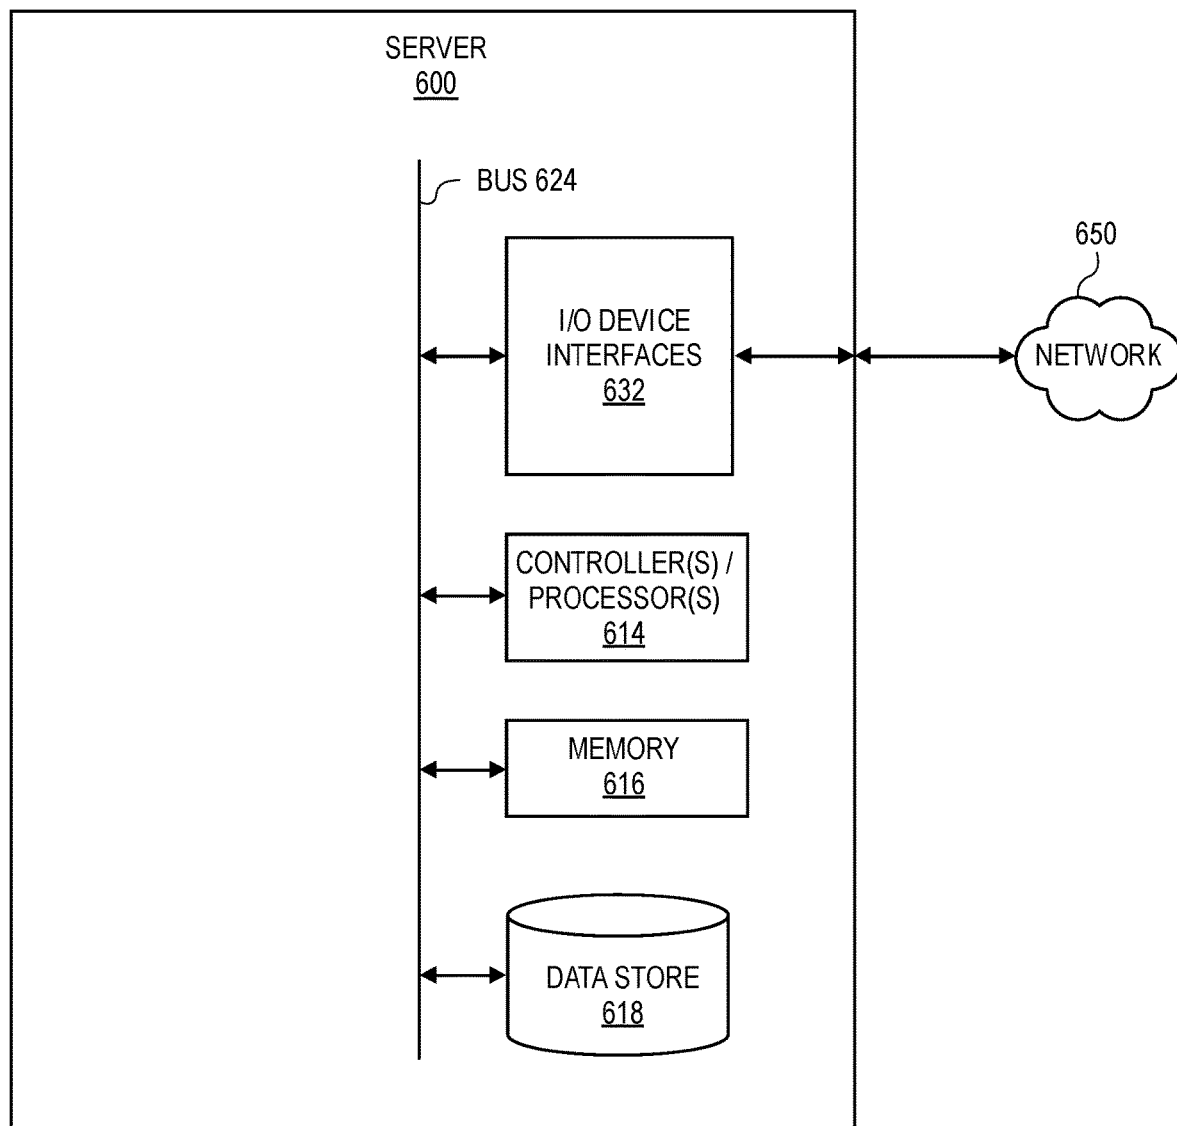 SERVER
600
BUS 624
650
I/O DEVICE
INTERFACES
632
NETWORK
CONTROLLER(S) /
PROCESSOR(S)
614
MEMORY
616
DATA STORE
618